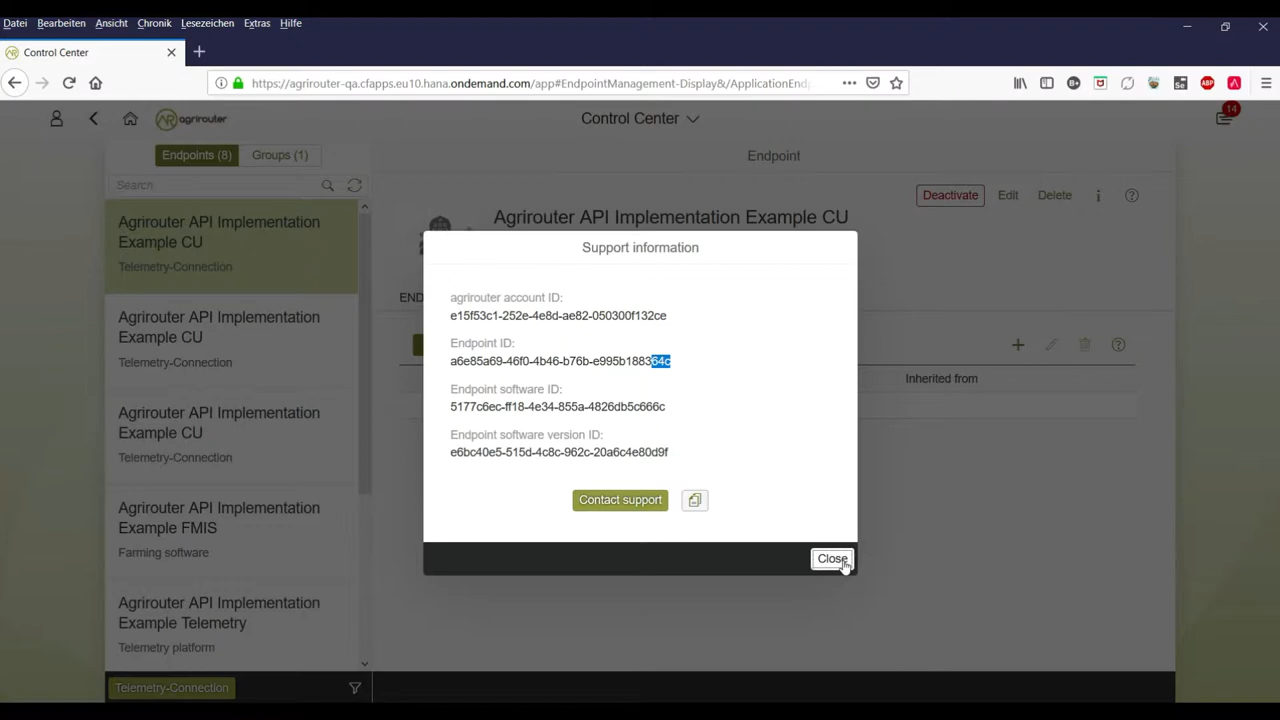 Datei Bearbeiten Ansicht Chronik Lesezeichen Extras Hilfe
Control Center
https://agrirouter-qa.cfapps.eu10.hana.ondemand.com/app#EndpointManagement-Display&/ApplicationEndp
ABP
agrirouter
Control Center
14
Endpoints (8) Groups (1)
Endpoint
Search
Deactivate Edit Delete
Agrirouter API Implementation Example CU
Agrirouter API Implementation
Example CU
Telemetry-Connection
Agrirouter API Implementation
Example CU
Telemetry-Connection
Agrirouter API Implementation
Example CU
Telemetry-Connection
Agrirouter API Implementation
Example FMIS
Farming software
Agrirouter API Implementation
Example Telemetry
Telemetry platform
Telemetry-Connection
END
Inherited from
Support information
agrirouter account ID:
e15f53c1-252e-4e8d-ae82-050300f132ce
Endpoint ID:
a6e85a69-46f0-4b46-b76b-e995b188364c
Endpoint software ID:
5177c6ec-ff18-4e34-855a-4826db5c666c
Endpoint software version ID:
e6bc40e5-515d-4c8c-962c-20a6c4e80d9f
Contact support
Close